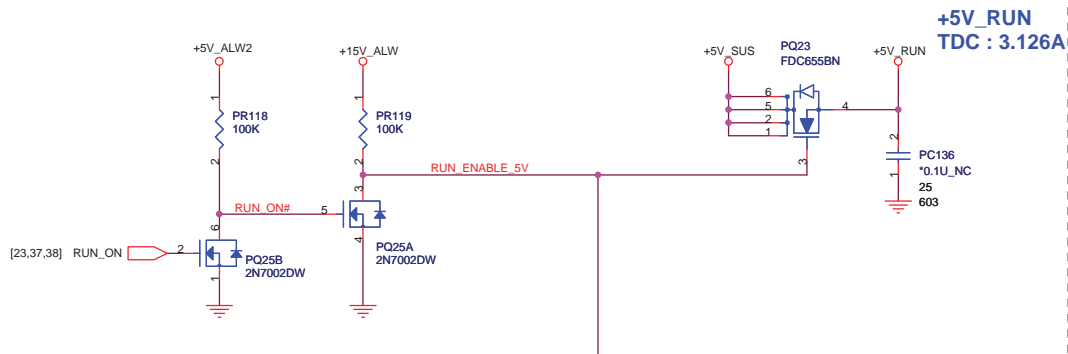 +5V_RUN
TDC : 3.126A
+5V_ALW2
+15V_ALW
+5V_SUS
PQ23
FDC655BN
+5V_RUN
1
PR118
100K
2
1
PR119
100K
2
6
5
2
1
4
3
2
PC136
*0.1U_NC
1
25
603
RUN_ENABLE_5V
RUN_ON#
5
3
4
PQ25A
2N7002DW
[23,37,38]
RUN_ON
2
6
1
PQ25B
2N7002DW